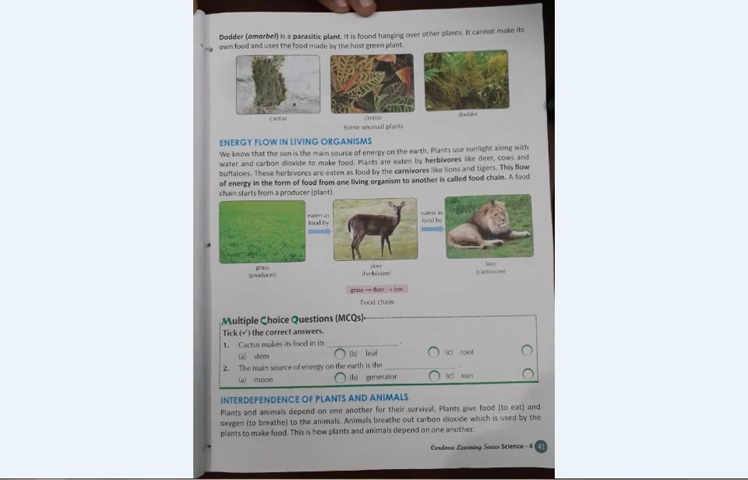 Dodder (amarbel) is a parasitic plant. It is found hanging over other plants. It cannot make its
own food and uses the food made by the host green plant.
cactus
croton
dodder
Some unusual plants
ENERGY FLOW IN LIVING ORGANISMS
We know that the sun is the main source of energy on the earth. Plants use sunlight along with
water and carbon dioxide to make food. Plants are eaten by herbivores like deer, cows and
buffaloes. These herbivores are eaten as food by the carnivores like lions and tigers. This flow
of energy in the form of food from one living organism to another is called food chain. A food
chain starts from a producer (plant).
eaten as
food by
eaten as
food by
grass
(producer)
deer
(herbivore)
lion
(carnivore)
grass → deer → lion
Food chain
Multiple Choice Questions (MCQs)
Tick (✓) the correct answers.
1. Cactus makes its food in its ____________.
(a) stem (b) leaf (c) root
2. The main source of energy on the earth is the ____________.
(a) moon (b) generator (c) sun
INTERDEPENDENCE OF PLANTS AND ANIMALS
Plants and animals depend on one another for their survival. Plants give food (to eat) and
oxygen (to breathe) to the animals. Animals breathe out carbon dioxide which is used by the
plants to make food. This is how plants and animals depend on one another.
Cordova Learning Series Science - 4 41